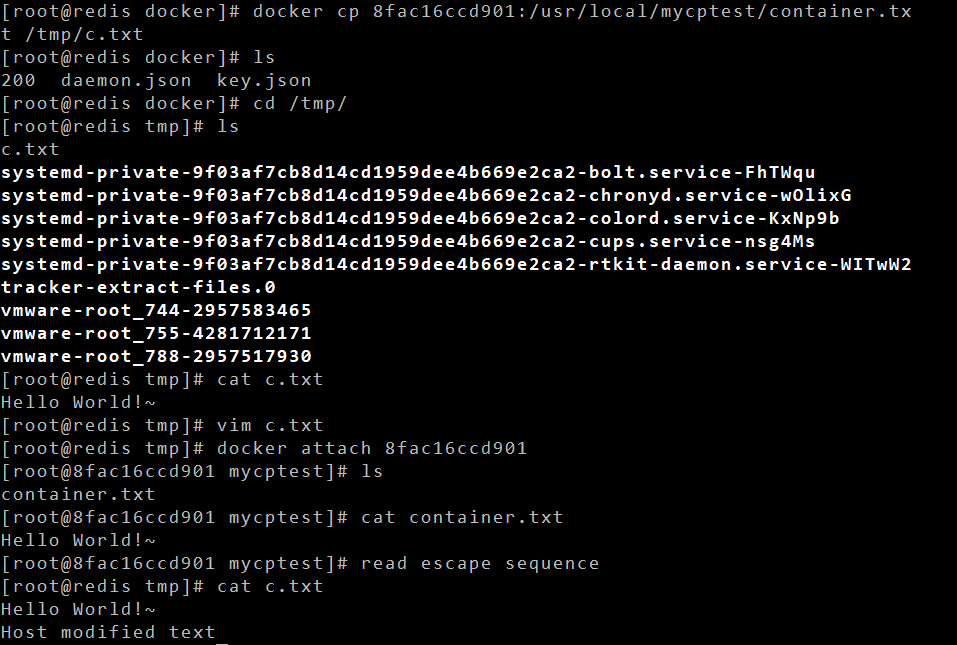 [root@redis docker]# docker cp 8fac16ccd901:/usr/local/mycptest/container.tx
t /tmp/c.txt
[root@redis docker]# ls
200  daemon.json  key.json
[root@redis docker]# cd /tmp/
[root@redis tmp]# ls
c.txt
systemd-private-9f03af7cb8d14cd1959dee4b669e2ca2-bolt.service-FhTWqu
systemd-private-9f03af7cb8d14cd1959dee4b669e2ca2-chronyd.service-wOlixG
systemd-private-9f03af7cb8d14cd1959dee4b669e2ca2-colord.service-KxNp9b
systemd-private-9f03af7cb8d14cd1959dee4b669e2ca2-cups.service-nsg4Ms
systemd-private-9f03af7cb8d14cd1959dee4b669e2ca2-rtkit-daemon.service-WITwW2
tracker-extract-files.0
vmware-root_744-2957583465
vmware-root_755-4281712171
vmware-root_788-2957517930
[root@redis tmp]# cat c.txt
Hello World!~
[root@redis tmp]# vim c.txt
[root@redis tmp]# docker attach 8fac16ccd901
[root@8fac16ccd901 mycptest]# ls
container.txt
[root@8fac16ccd901 mycptest]# cat container.txt
Hello World!~
[root@8fac16ccd901 mycptest]# read escape sequence
[root@redis tmp]# cat c.txt
Hello World!~
Host modified text